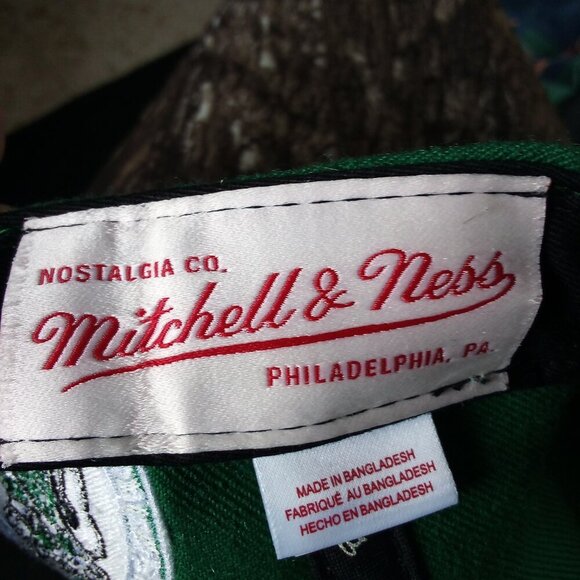 NOSTALGIA CO.
Mitchell & Ness
PHILADELPHIA, PA.
MADE IN BANGLADESH
FABRIQUÉ AU BANGLADESH
HECHO EN BANGLADESH